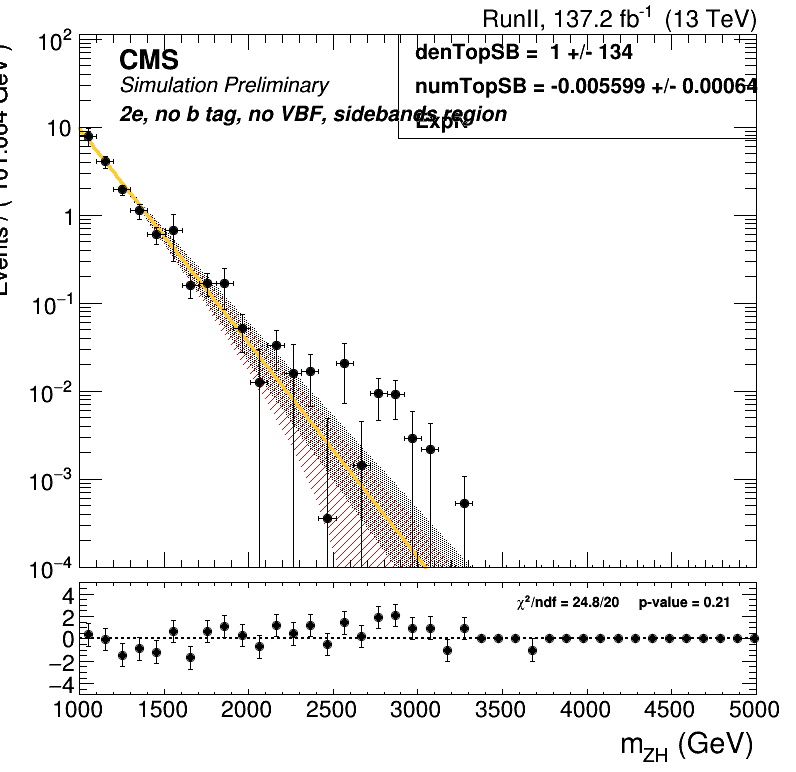 RunII, 137.2 fb⁻¹ (13 TeV)
CMS
Simulation Preliminary
2e, no b tag, no VBF, sidebands region
denTopSB = 1 +/- 134
numTopSB = -0.005599 +/- 0.00064
ExpR
10²
10
1
10⁻¹
10⁻²
10⁻³
10⁻⁴
χ²/ndf = 24.8/20 p-value = 0.21
4
2
0
−2
−4
1000 1500 2000 2500 3000 3500 4000 4500 5000
m_ZH (GeV)